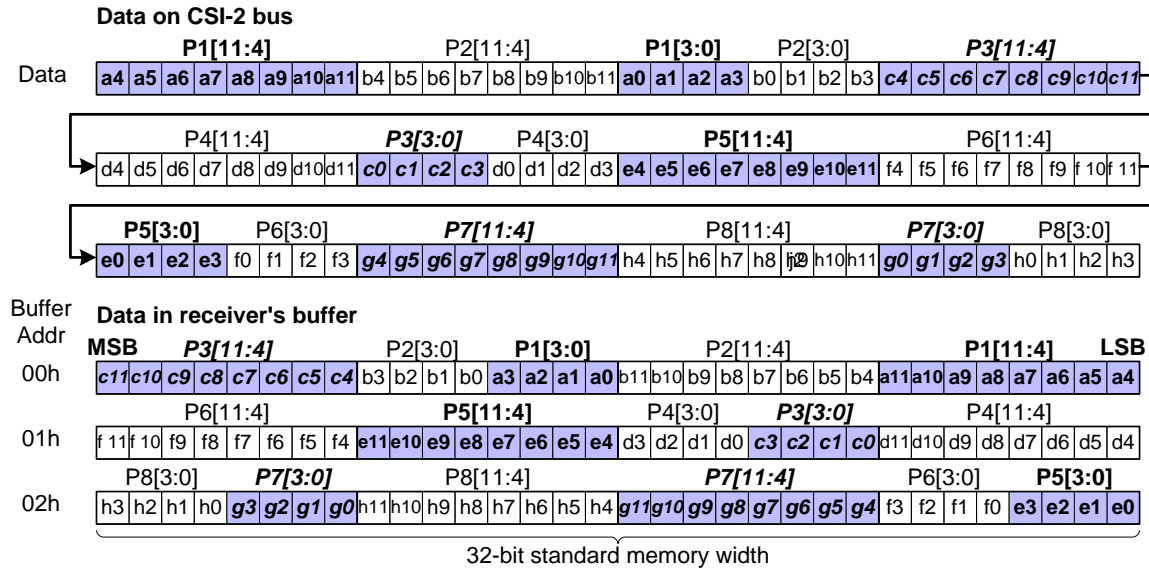 Data on CSI-2 bus
P1[11:4] P2[11:4] P1[3:0] P2[3:0] P3[11:4]
Data a4 a5 a6 a7 a8 a9 a10 a11 b4 b5 b6 b7 b8 b9 b10 b11 a0 a1 a2 a3 b0 b1 b2 b3 c4 c5 c6 c7 c8 c9 c10 c11
P4[11:4] P3[3:0] P4[3:0] P5[11:4] P6[11:4]
d4 d5 d6 d7 d8 d9 d10 d11 c0 c1 c2 c3 d0 d1 d2 d3 e4 e5 e6 e7 e8 e9 e10 e11 f4 f5 f6 f7 f8 f9 f 10 f 11
P5[3:0] P6[3:0] P7[11:4] P8[11:4] P7[3:0] P8[3:0]
e0 e1 e2 e3 f0 f1 f2 f3 g4 g5 g6 g7 g8 g9 g10 g11 h4 h5 h6 h7 h8 h10 h11 g0 g1 g2 g3 h0 h1 h2 h3
Buffer Addr
Data in receiver's buffer
MSB P3[11:4] P2[3:0] P1[3:0] P2[11:4] P1[11:4] LSB
00h c11 c10 c9 c8 c7 c6 c5 c4 b3 b2 b1 b0 a3 a2 a1 a0 b11 b10 b9 b8 b7 b6 b5 b4 a11 a10 a9 a8 a7 a6 a5 a4
P6[11:4] P5[11:4] P4[3:0] P3[3:0] P4[11:4]
01h f 11 f 10 f9 f8 f7 f6 f5 f4 e11 e10 e9 e8 e7 e6 e5 e4 d3 d2 d1 d0 c3 c2 c1 c0 d11 d10 d9 d8 d7 d6 d5 d4
P8[3:0] P7[3:0] P8[11:4] P7[11:4] P6[3:0] P5[3:0]
02h h3 h2 h1 h0 g3 g2 g1 g0 h11 h10 h9 h8 h7 h6 h5 h4 g11 g10 g9 g8 g7 g6 g5 g4 f3 f2 f1 f0 e3 e2 e1 e0
32-bit standard memory width